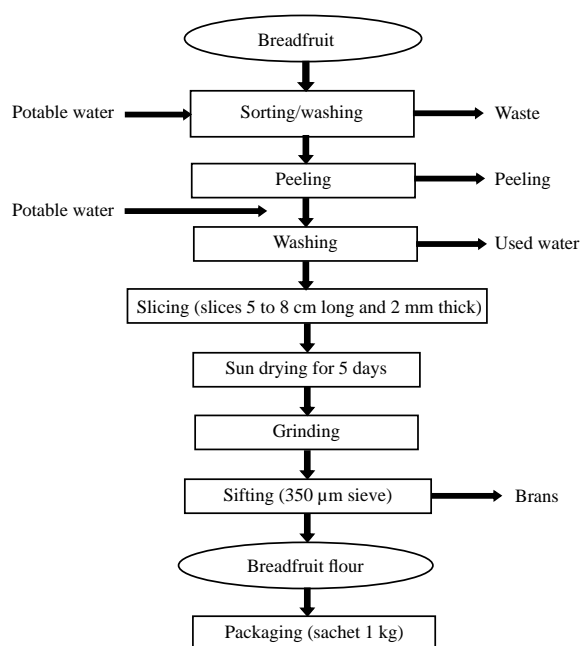 Breadfruit
Potable water
Sorting/washing
Waste
Peeling
Peeling
Potable water
Washing
Used water
Slicing (slices 5 to 8 cm long and 2 mm thick)
Sun drying for 5 days
Grinding
Sifting (350 µm sieve)
Brans
Breadfruit flour
Packaging (sachet 1 kg)